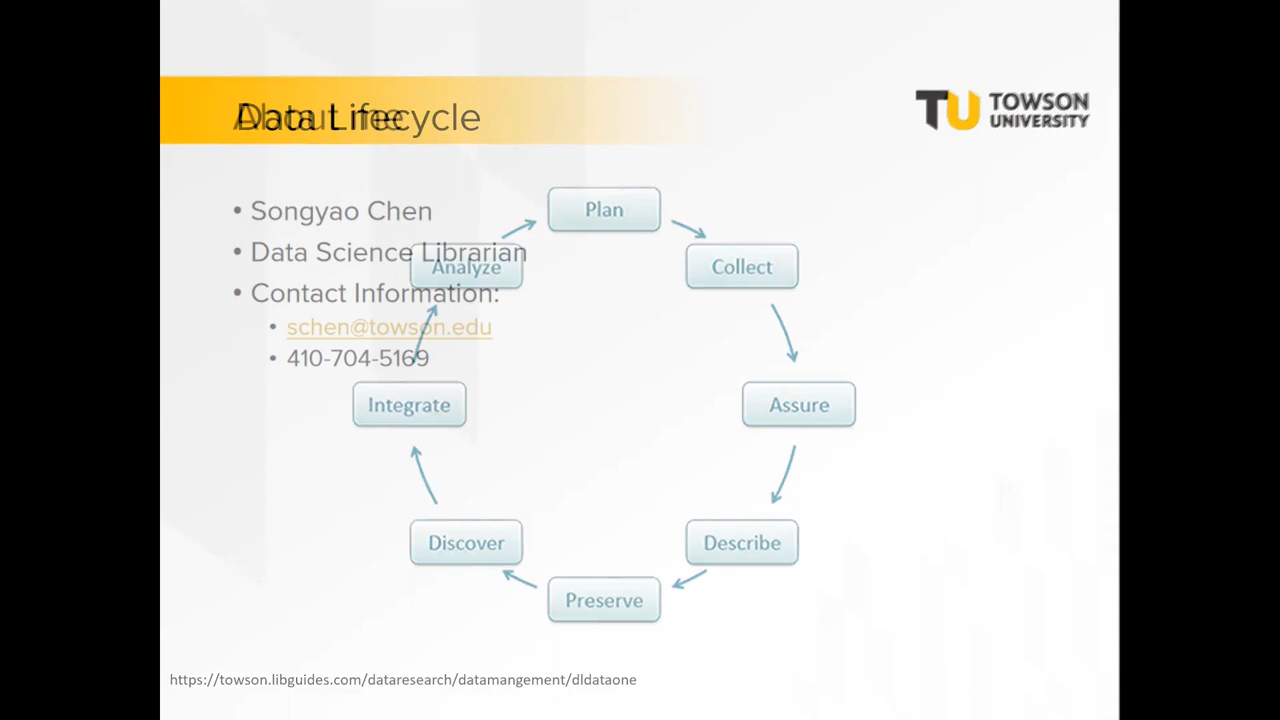 About me
Data Lifecycle
TU TOWSON
UNIVERSITY
• Songyao Chen
• Data Science Librarian
• Contact Information:
• schen@towson.edu
• 410-704-5169
Plan
Collect
Assure
Describe
Preserve
Discover
Integrate
Analyze
https://towson.libguides.com/dataresearch/datamangement/dldataone